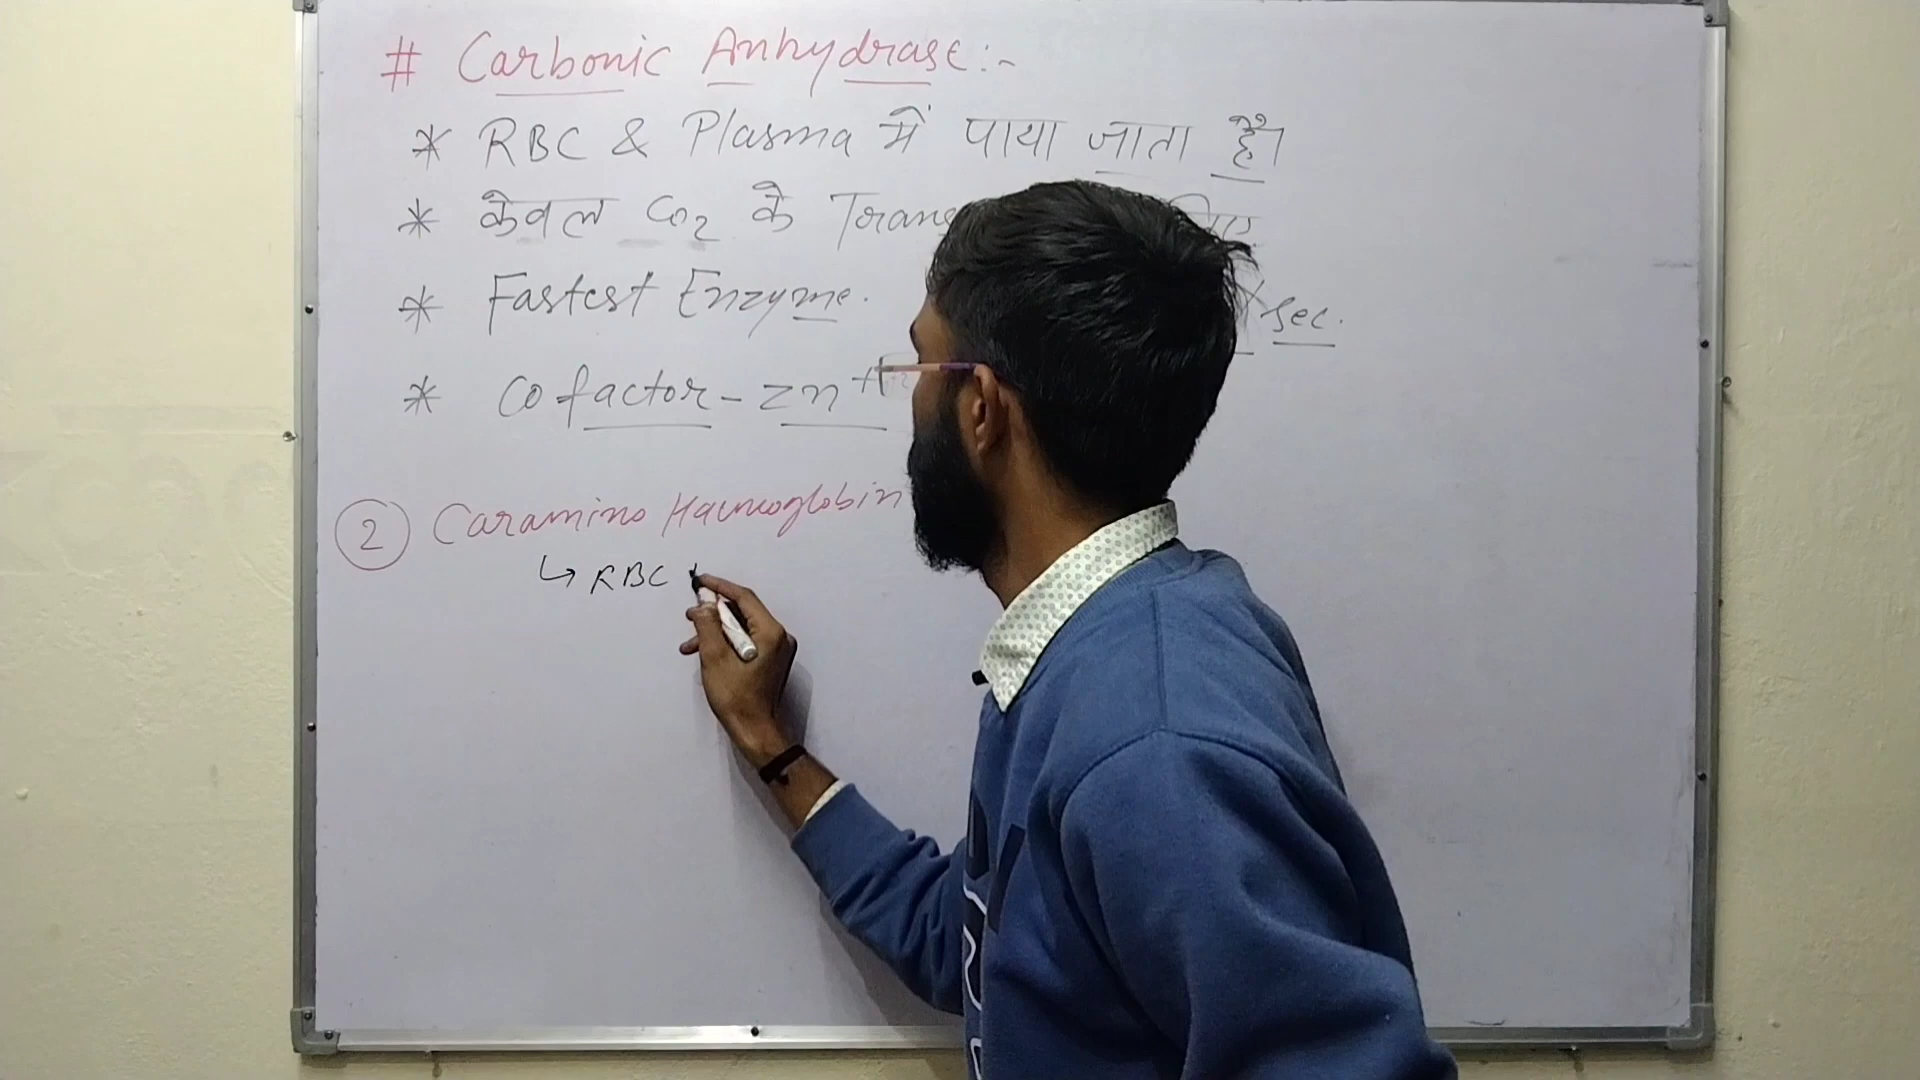 # Carbonic Anhydrase:-
* RBC & Plasma में पाया जाता है।
* केवल CO2 के
* Fastest Enzyme. sec.
* Cofactor - Zn+
2 Caramino Haemoglobin
↳ RBC